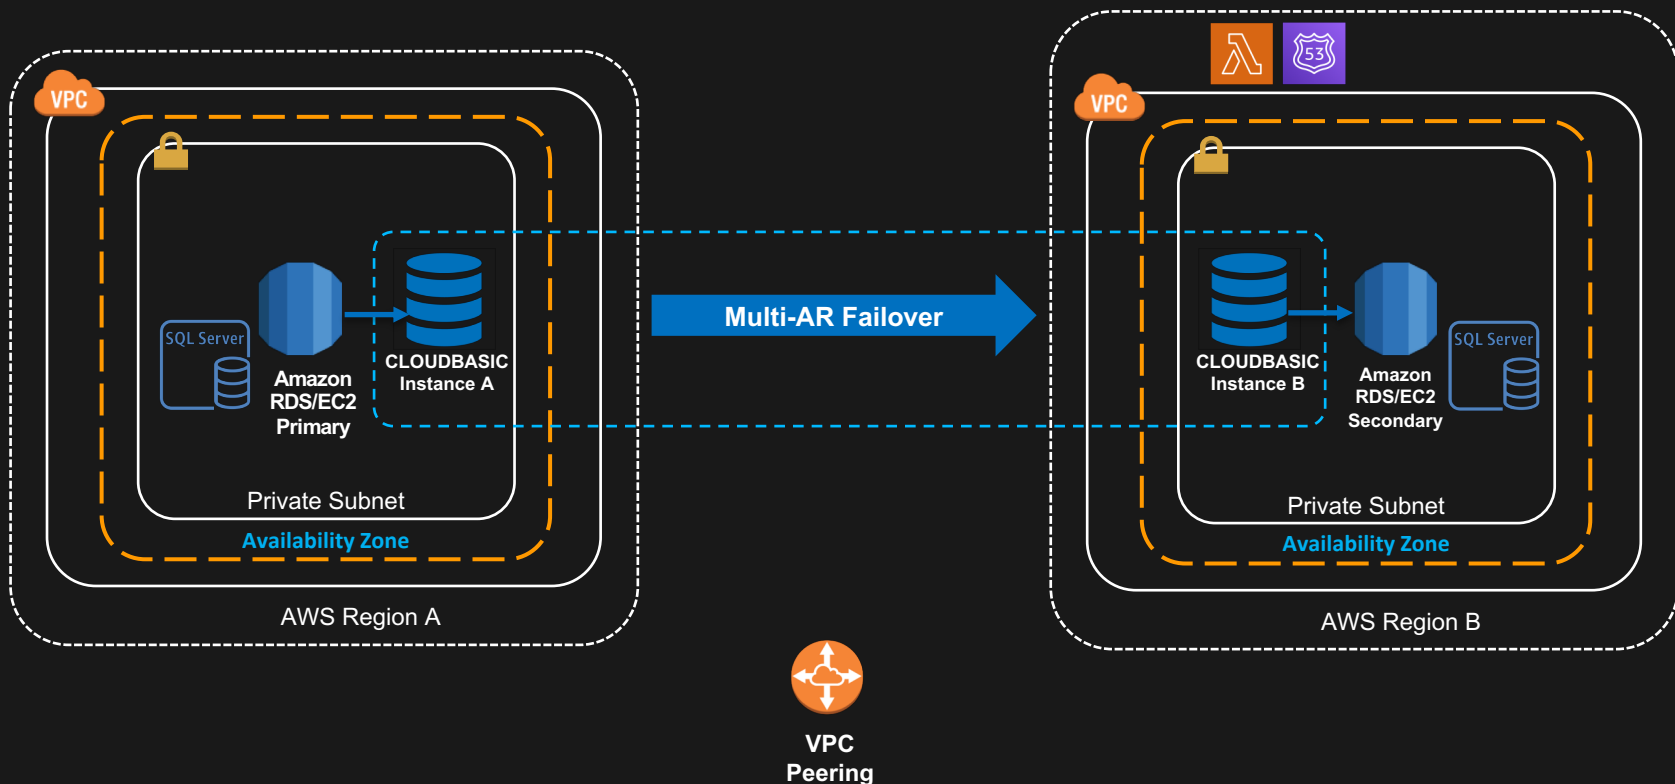 VPC
SQL Server
Amazon
RDS/EC2
Primary
CLOUDBASIC
Instance A
Private Subnet
Availability Zone
AWS Region A
Multi-AR Failover
53
VPC
CLOUDBASIC
Instance B
Amazon
RDS/EC2
Secondary
SQL Server
Private Subnet
Availability Zone
AWS Region B
VPC
Peering